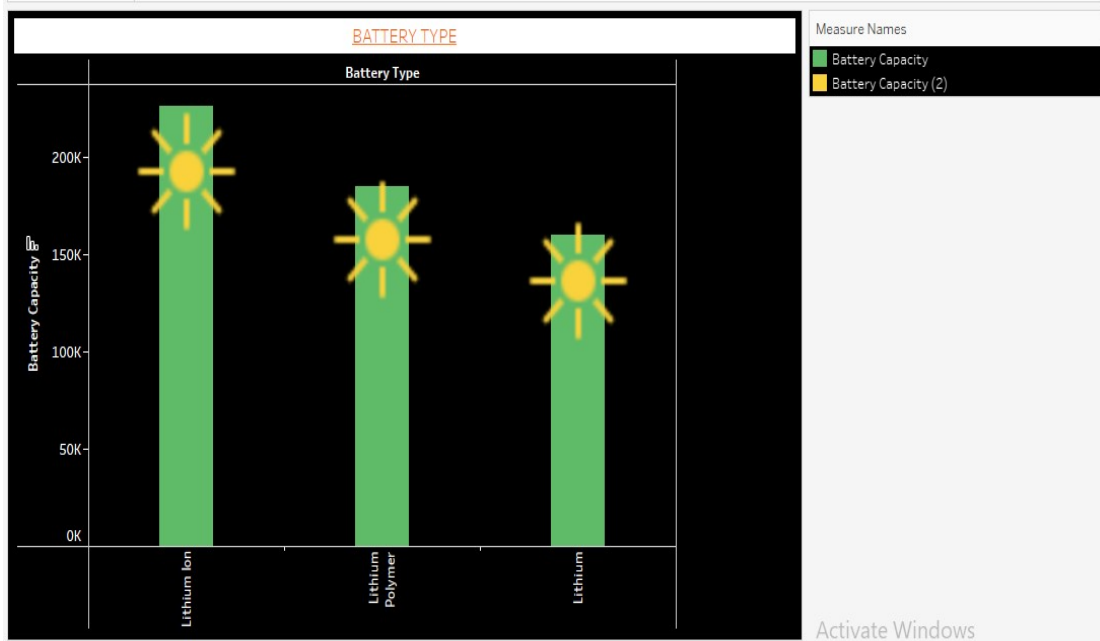 BATTERY TYPE
Battery Type
Battery Capacity
200K
150K
100K
50K
0K
Lithium Ion
Lithium
Polymer
Lithium
Measure Names
Battery Capacity
Battery Capacity (2)
Activate Windows